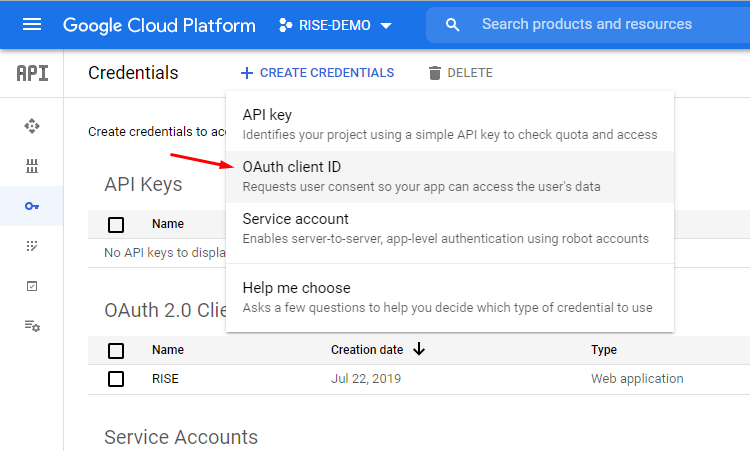 Google Cloud Platform
RISE-DEMO
Search products and resources
API
Credentials
+ CREATE CREDENTIALS
DELETE
Create credentials to acc
API key
Identifies your project using a simple API key to check quota and access
OAuth client ID
Requests user consent so your app can access the user's data
Service account
Enables server-to-server, app-level authentication using robot accounts
Help me choose
Asks a few questions to help you decide which type of credential to use
API Keys
Name
No API keys to displa
OAuth 2.0 Clie
Name Creation date Type
RISE Jul 22, 2019 Web application
Service Accounts